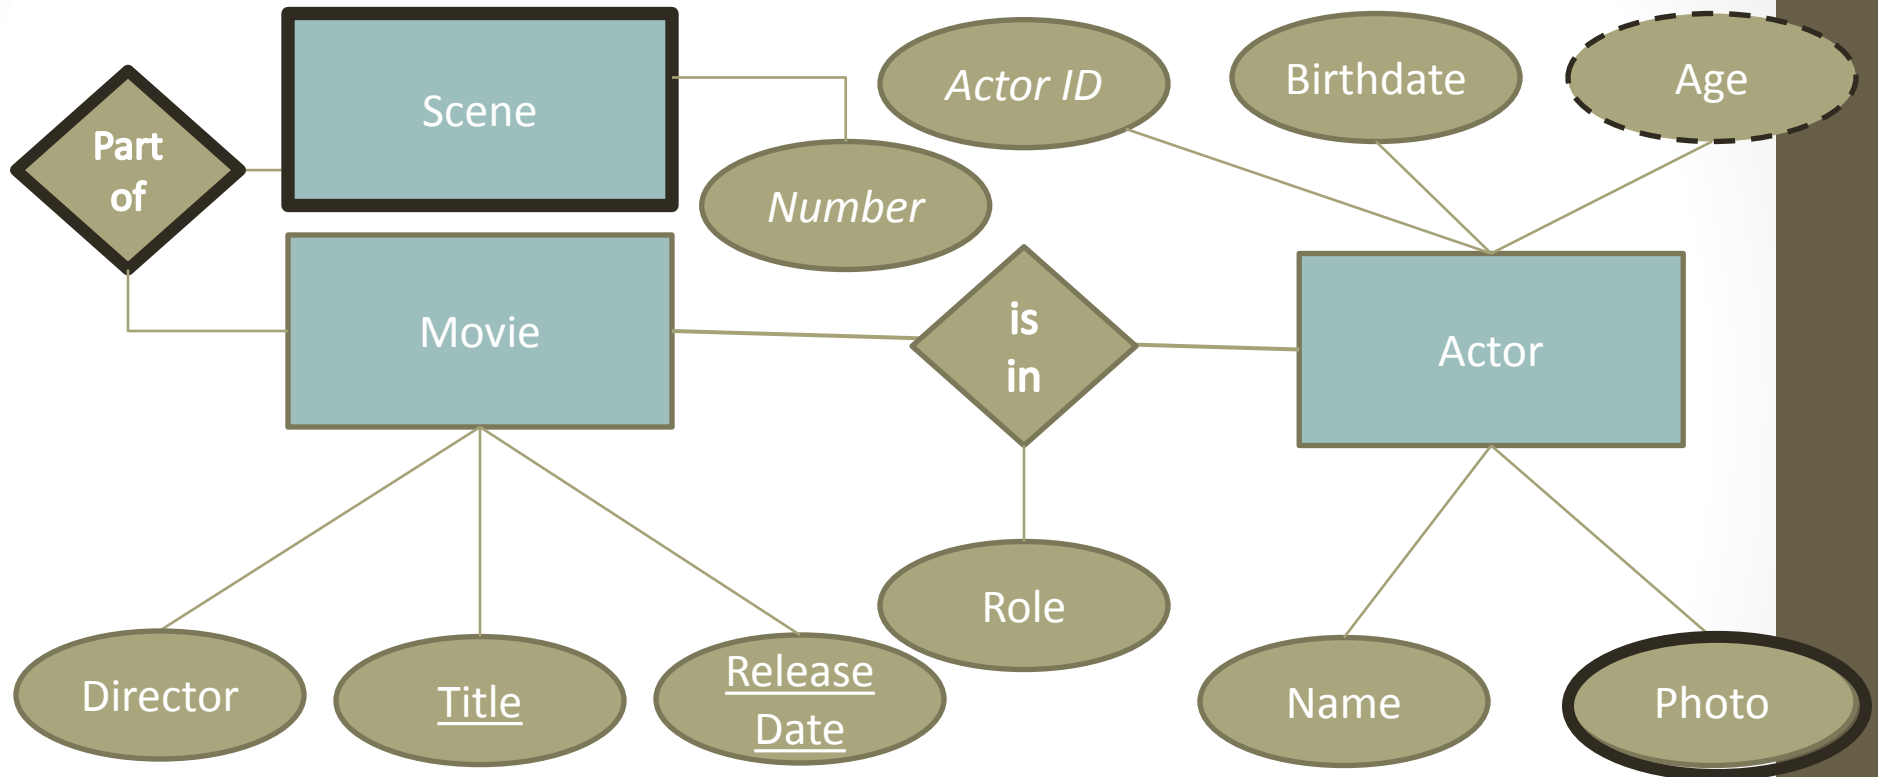 Scene
Part
of
Actor ID
Birthdate
Age
Number
Movie
is
in
Actor
Role
Director
Title
Release
Date
Name
Photo